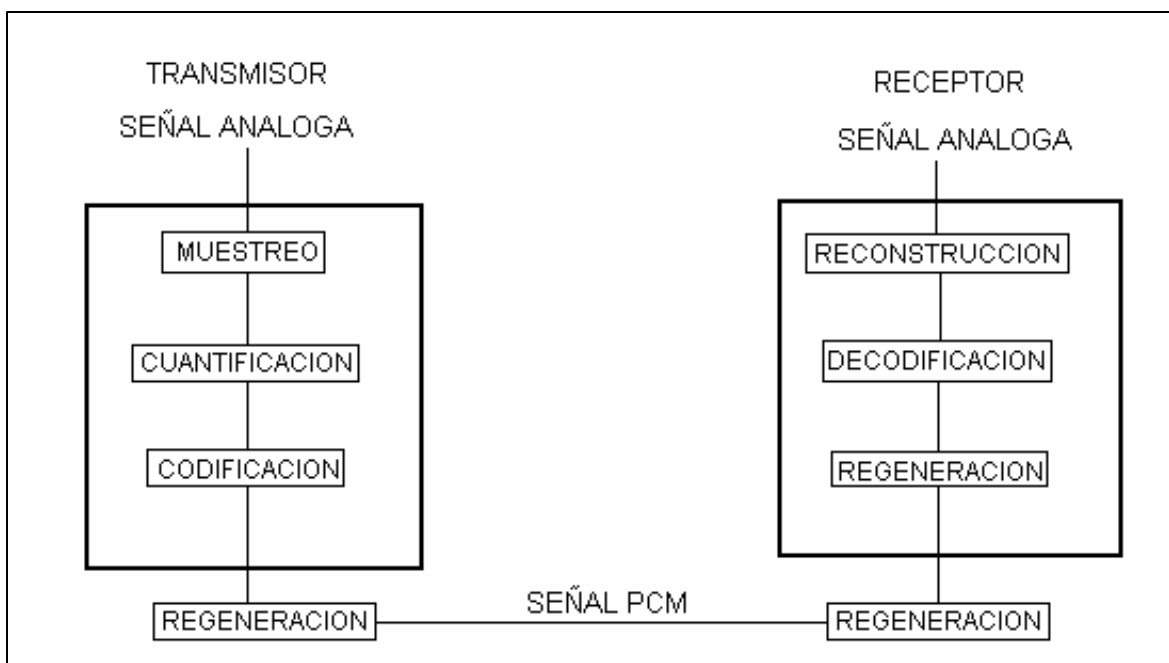 TRANSMISOR
SEÑAL ANALOGA
MUESTREO
CUANTIFICACION
CODIFICACION
REGENERACION
SEÑAL PCM
RECEPTOR
SEÑAL ANALOGA
RECONSTRUCCION
DECODIFICACION
REGENERACION
REGENERACION